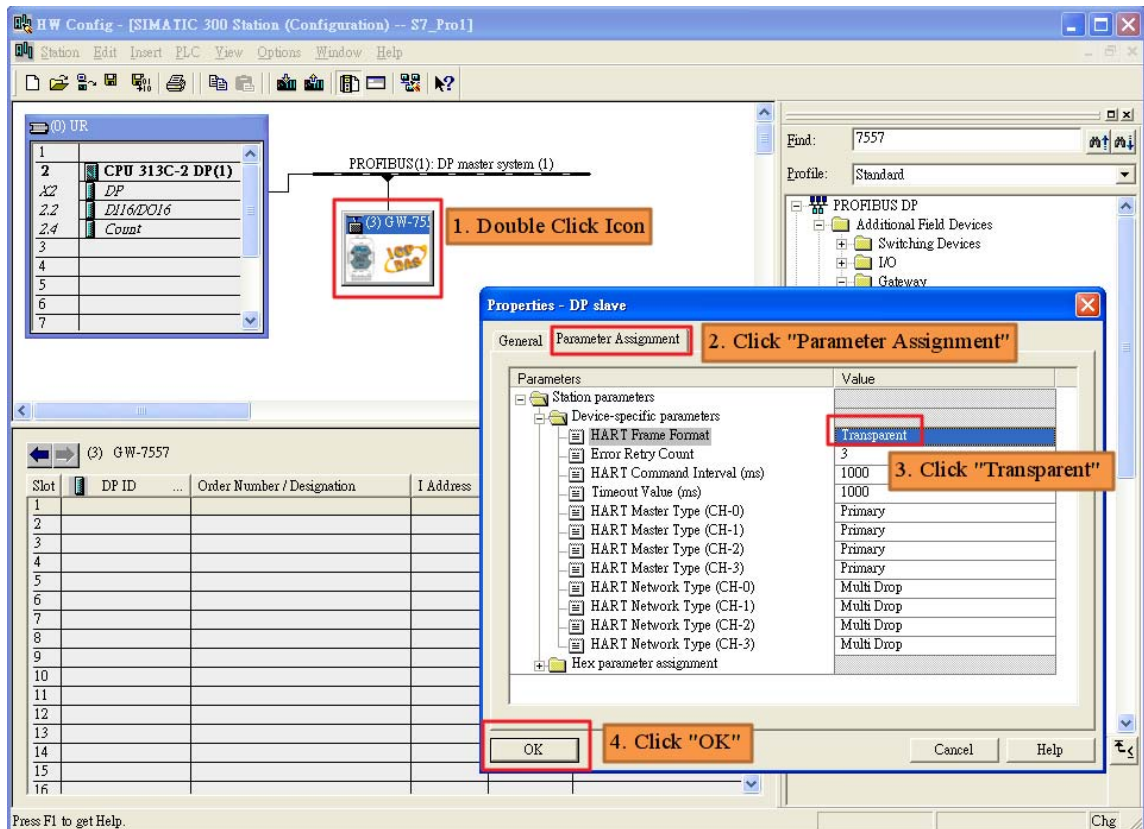 HW Config - [SIMATIC 300 Station (Configuration) -- S7_Pro1]
Station Edit Insert PLC View Options Window Help
(0) UR
1
2 CPU 313C-2 DP(1)
X2 DP
2.2 DI16/DO16
2.4 Count
3
4
5
6
7
PROFIBUS(1): DP master system (1)
(3) GW-755
ICP DAS
1. Double Click Icon
Find: 7557
Profile: Standard
PROFIBUS DP
Additional Field Devices
Switching Devices
I/O
Gateway
Properties - DP slave
General Parameter Assignment
2. Click "Parameter Assignment"
Parameters Value
Station parameters
Device-specific parameters
HART Frame Format Transparent
Error Retry Count 3
HART Command Interval (ms) 1000
3. Click "Transparent"
Timeout Value (ms) 1000
HART Master Type (CH-0) Primary
HART Master Type (CH-1) Primary
HART Master Type (CH-2) Primary
HART Master Type (CH-3) Primary
HART Network Type (CH-0) Multi Drop
HART Network Type (CH-1) Multi Drop
HART Network Type (CH-2) Multi Drop
HART Network Type (CH-3) Multi Drop
Hex parameter assignment
OK
4. Click "OK"
Cancel Help
(3) GW-7557
Slot DP ID ... Order Number / Designation I Address
1
2
3
4
5
6
7
8
9
10
11
12
13
14
15
16
Press F1 to get Help.
Chg